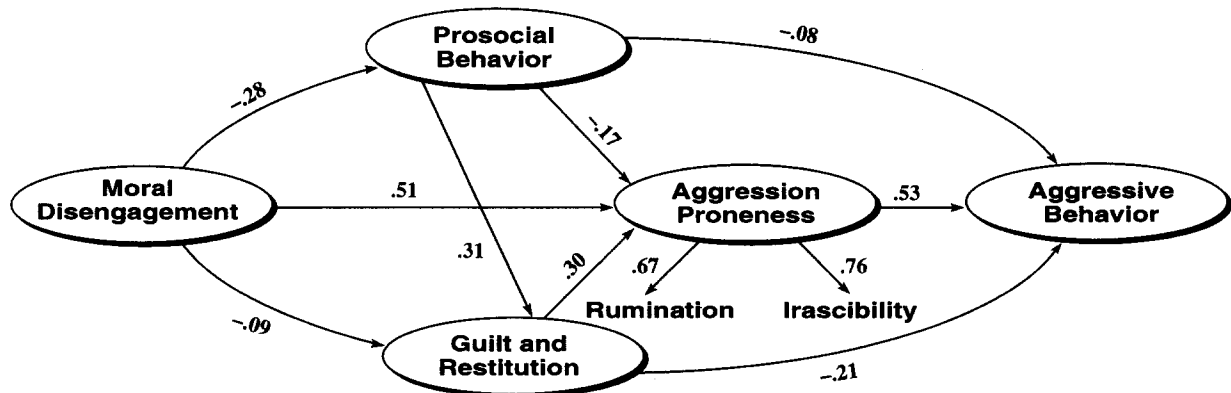 Prosocial
Behavior
-.08
-.28
-.17
Moral
Disengagement
.51
Aggression
Proneness
.53
Aggressive
Behavior
.31
.30
.67
.76
Rumination
Irascibility
-.09
Guilt and
Restitution
-.21